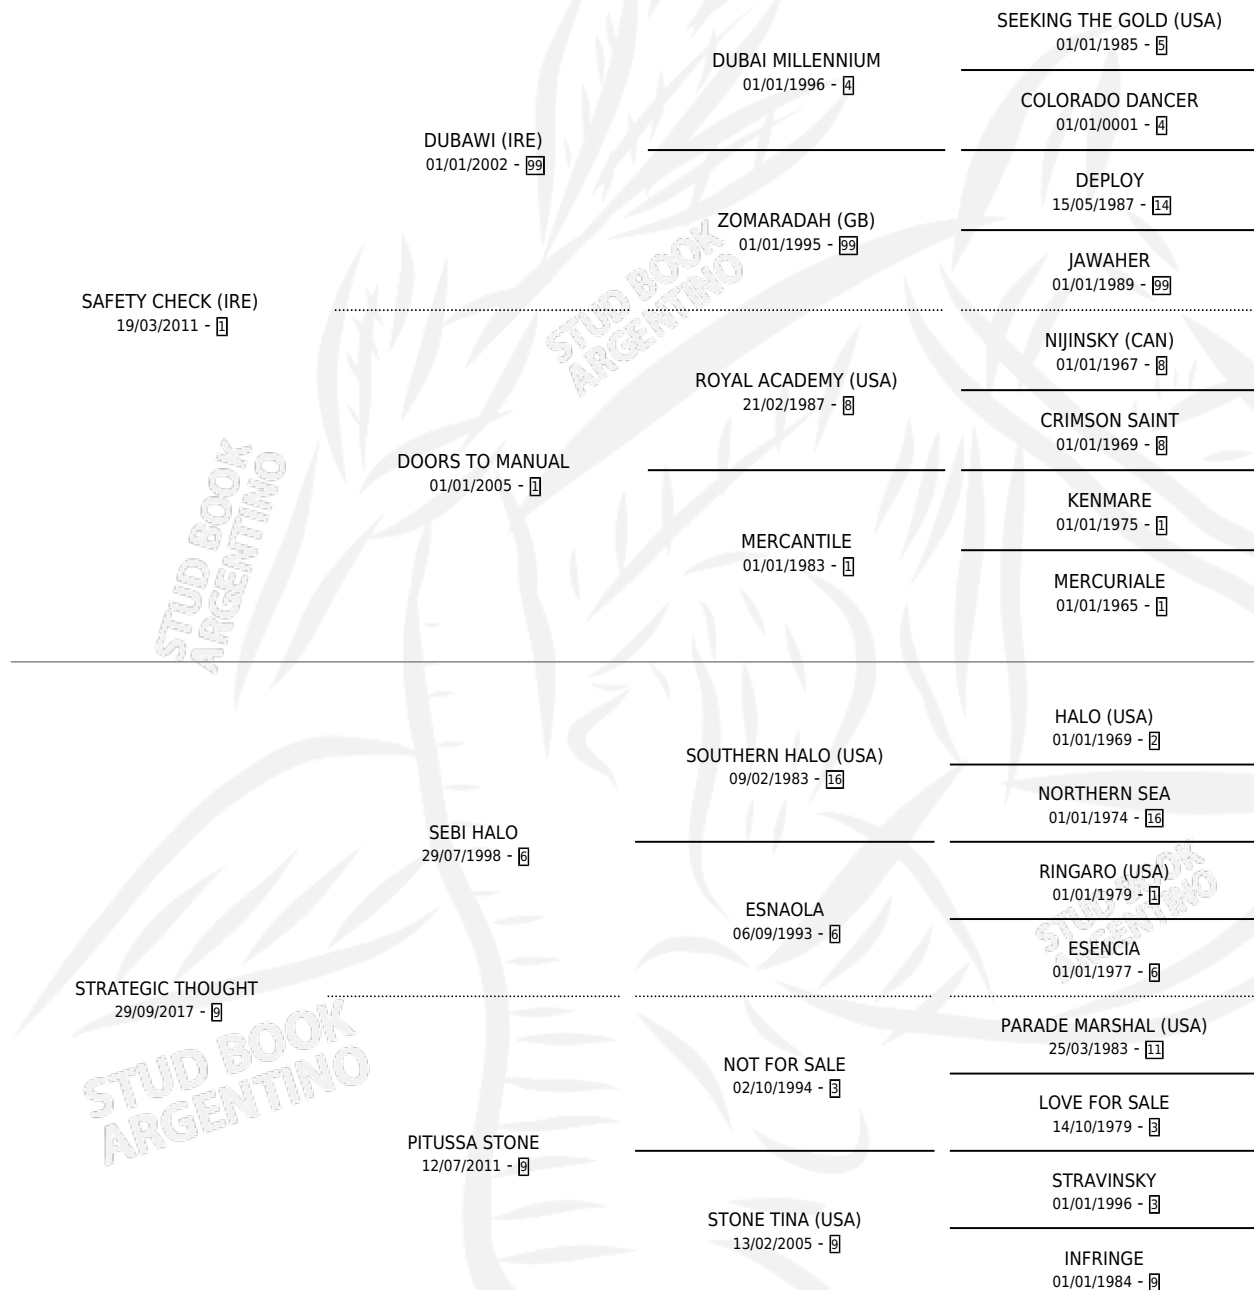 SEEKING THE GOLD (USA)
01/01/1985 - 5
DUBAI MILLENNIUM
01/01/1996 - 4
COLORADO DANCER
01/01/0001 - 4
DUBAWI (IRE)
01/01/2002 - 99
DEPLOY
15/05/1987 - 14
ZOMARADAH (GB)
01/01/1995 - 99
JAWAHER
01/01/1989 - 99
SAFETY CHECK (IRE)
19/03/2011 - 1
STUD BOOK
ARGENTINO
NIJINSKY (CAN)
01/01/1967 - 8
ROYAL ACADEMY (USA)
21/02/1987 - 8
CRIMSON SAINT
01/01/1969 - 8
DOORS TO MANUAL
01/01/2005 - 1
KENMARE
01/01/1975 - 1
MERCANTILE
01/01/1983 - 1
MERCURIALE
01/01/1965 - 1
STUD BOOK
ARGENTINO
HALO (USA)
01/01/1969 - 2
SOUTHERN HALO (USA)
09/02/1983 - 16
NORTHERN SEA
01/01/1974 - 16
SEBI HALO
29/07/1998 - 6
RINGARO (USA)
01/01/1979 - 1
ESNAOLA
06/09/1993 - 6
STUD BOOK
ARGENTINO
ESENCIA
01/01/1977 - 6
STRATEGIC THOUGHT
29/09/2017 - 9
STUD BOOK
ARGENTINO
PARADE MARSHAL (USA)
25/03/1983 - 11
NOT FOR SALE
02/10/1994 - 3
LOVE FOR SALE
14/10/1979 - 3
PITUSSA STONE
12/07/2011 - 9
STRAVINSKY
01/01/1996 - 3
STONE TINA (USA)
13/02/2005 - 9
INFRINGE
01/01/1984 - 9